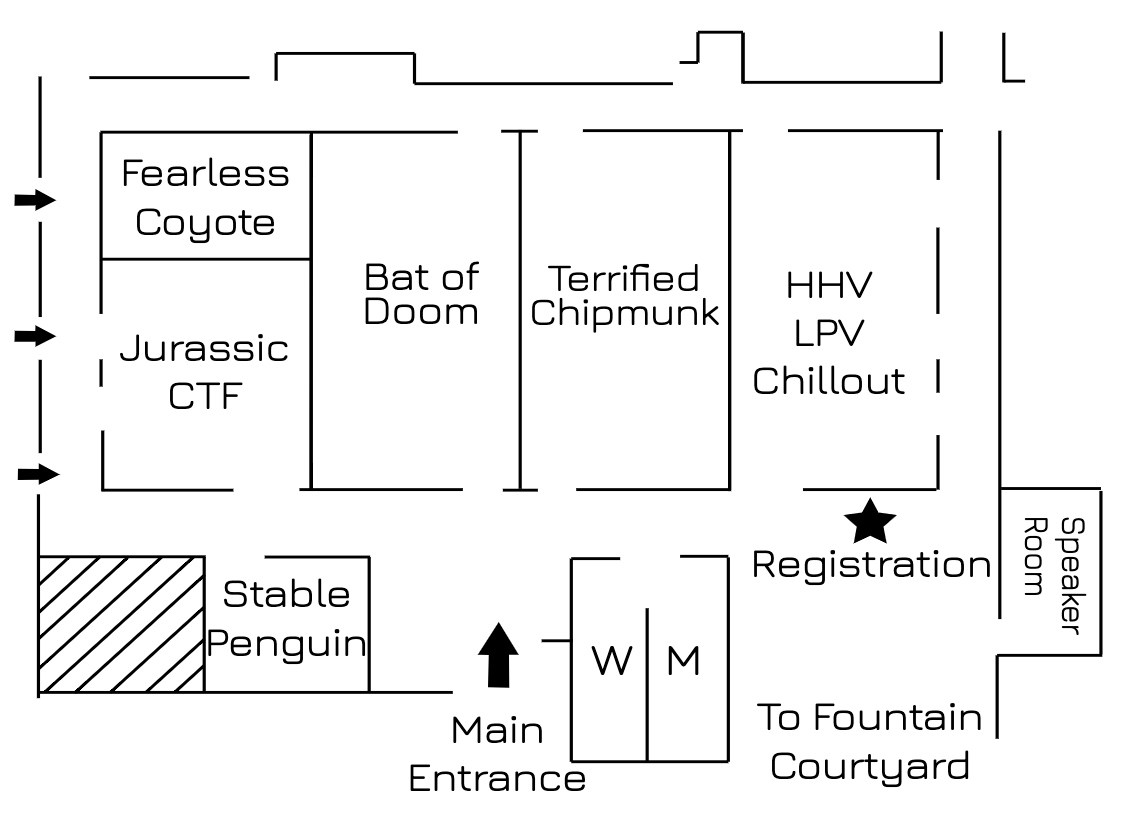 Fearless
Coyote
Jurassic
CTF
Bat of
Doom
Terrified
Chipmunk
HHV
LPV
Chillout
Registration
Speaker
Room
Stable
Penguin
W
M
Main
Entrance
To Fountain
Courtyard